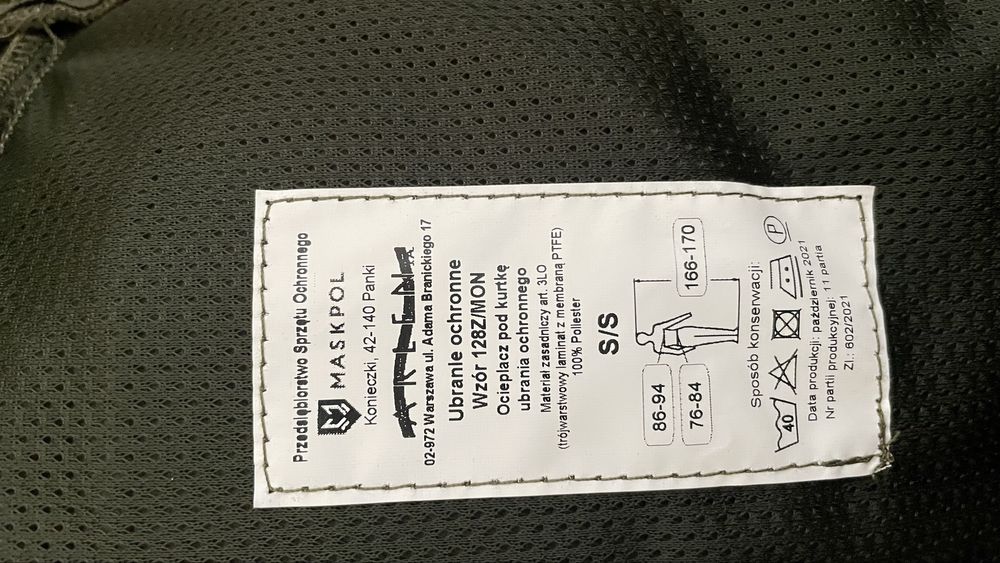 Przedsiębiorstwo Sprzętu Ochronnego
MASKPOL
Konieczki, 42-140 Panki
ARLEN S.A.
02-972 Warszawa ul. Adama Branickiego 17
Ubranie ochronne
Wzór 128Z/MON
Ocieplacz pod kurtkę
ubrania ochronnego
Materiał zasadniczy art. 3LO
(trójwarstwowy laminat z membraną PTFE)
100% Poliester
S/S
86-94
76-84
166-170
Sposób konserwacji:
40
P
Data produkcji: październik 2021
Nr partii produkcyjnej: 11 partia
Zl.: 602/2021